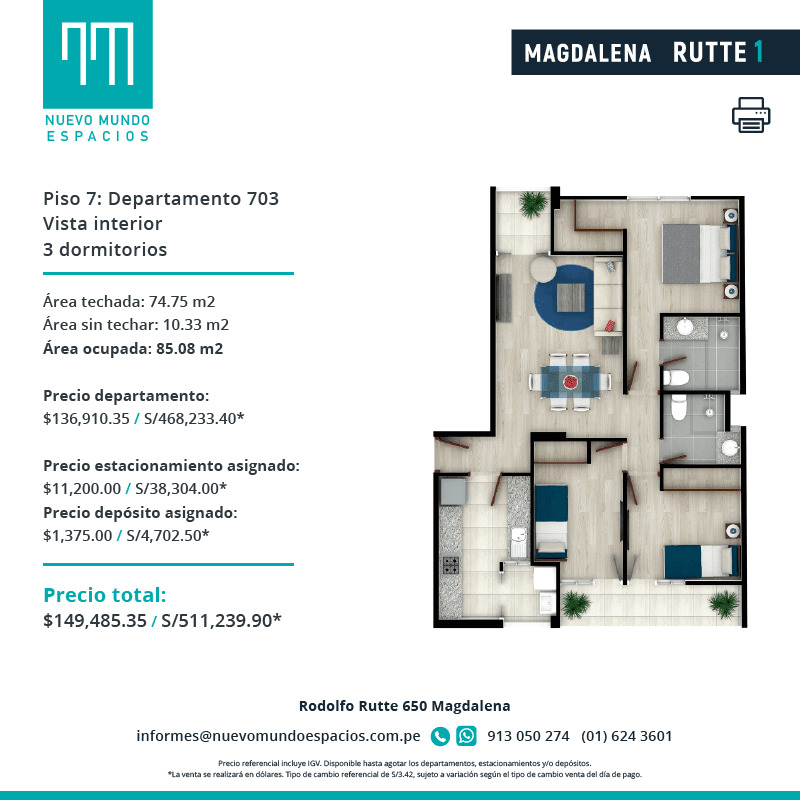 NUEVO MUNDO
ESPACIOS
MAGDALENA RUTTE 1
Piso 7: Departamento 703
Vista interior
3 dormitorios
Área techada: 74.75 m2
Área sin techar: 10.33 m2
Área ocupada: 85.08 m2
Precio departamento:
$136,910.35 / S/468,233.40*
Precio estacionamiento asignado:
$11,200.00 / S/38,304.00*
Precio depósito asignado:
$1,375.00 / S/4,702.50*
Precio total:
$149,485.35 / S/511,239.90*
Rodolfo Rutte 650 Magdalena
informes@nuevomundoespacios.com.pe 913 050 274 (01) 624 3601
Precio referencial incluye IGV. Disponible hasta agotar los departamentos, estacionamientos y/o depósitos.
*La venta se realizará en dólares. Tipo de cambio referencial de S/3.42, sujeto a variación según el tipo de cambio venta del día de pago.